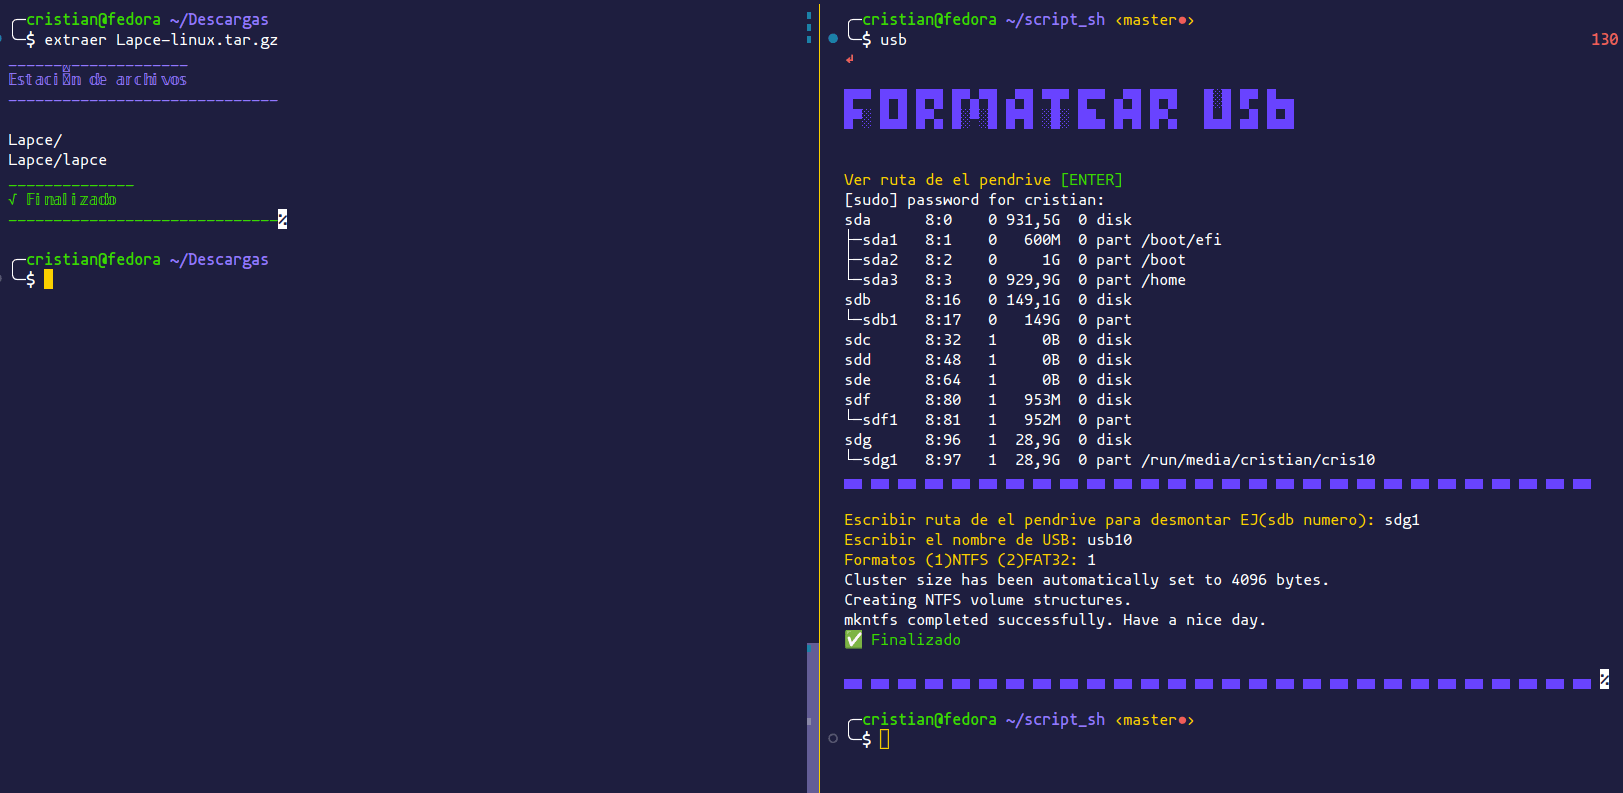 ╭─cristian@fedora ~/Descargas
╰─$ extraer Lapce-linux.tar.gz
____________________
𝔼𝕤𝕥𝕒𝕔𝕚 𝕟 𝕕𝕖 𝕒𝕣𝕔𝕙𝕚𝕧𝕠𝕤
------------------------------
Lapce/
Lapce/lapce
______________
√ 𝔽𝕚𝕟𝕒𝕝𝕚𝕫𝕒𝕕𝕠
------------------------------%
╭─cristian@fedora ~/Descargas
╰─$
╭─cristian@fedora ~/script_sh ‹master●›
╰─$ usb 130
↲
FORMATEAR USb
Ver ruta de el pendrive [ENTER]
[sudo] password for cristian:
sda      8:0    0 931,5G  0 disk
├─sda1   8:1    0   600M  0 part /boot/efi
├─sda2   8:2    0     1G  0 part /boot
└─sda3   8:3    0 929,9G  0 part /home
sdb      8:16   0 149,1G  0 disk
└─sdb1   8:17   0   149G  0 part
sdc      8:32   1     0B  0 disk
sdd      8:48   1     0B  0 disk
sde      8:64   1     0B  0 disk
sdf      8:80   1   953M  0 disk
└─sdf1   8:81   1   952M  0 part
sdg      8:96   1  28,9G  0 disk
└─sdg1   8:97   1  28,9G  0 part /run/media/cristian/cris10
Escribir ruta de el pendrive para desmontar EJ(sdb numero): sdg1
Escribir el nombre de USB: usb10
Formatos (1)NTFS (2)FAT32: 1
Cluster size has been automatically set to 4096 bytes.
Creating NTFS volume structures.
mkntfs completed successfully. Have a nice day.
✅ Finalizado
%
╭─cristian@fedora ~/script_sh ‹master●›
╰─$